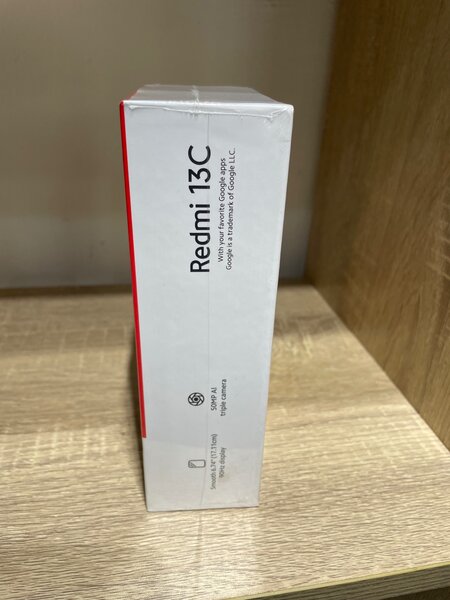 Redmi 13C
With your favorite Google apps
Google is a trademark of Google LLC.
50MP AI
triple camera
Smooth 6.74" (17.11cm)
90Hz display